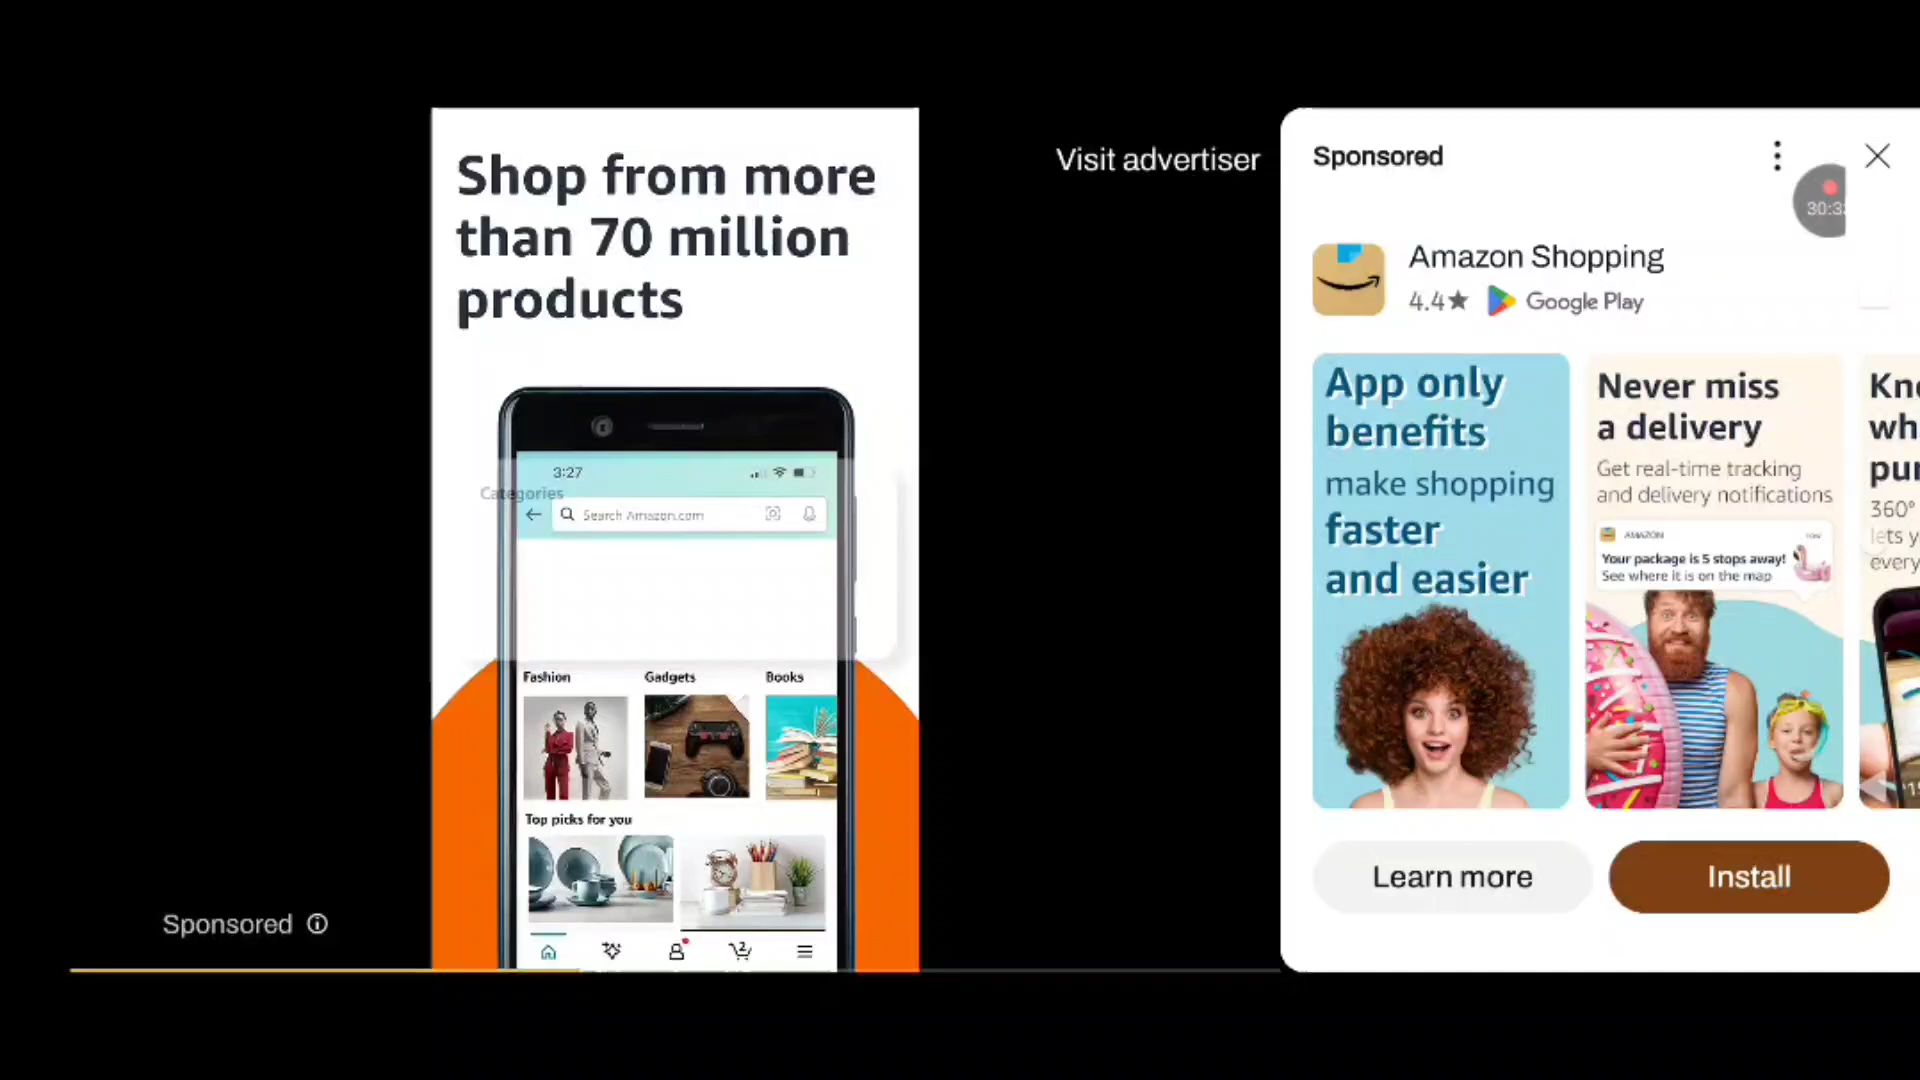 Shop from more
than 70 million
products
3:27
Categories
Search Amazon.com
Fashion
Gadgets
Books
Top picks for you
2
Sponsored
Visit advertiser
Sponsored
Amazon Shopping
4.4★ Google Play
App only
benefits
make shopping
faster
and easier
Never miss
a delivery
Get real-time tracking
and delivery notifications
AMAZON
now
Your package is 5 stops away!
See where it is on the map
360°
Learn more
Install